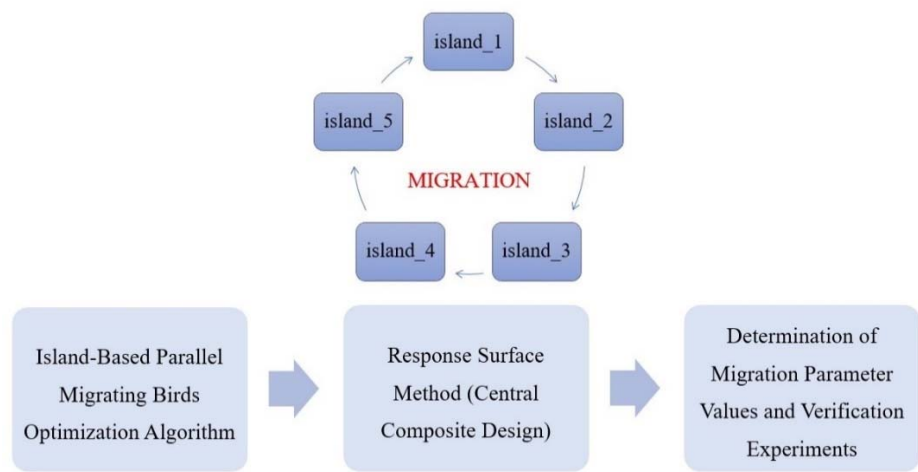 island_1
island_5
island_2
MIGRATION
island_4
island_3
Island-Based Parallel
Migrating Birds
Optimization Algorithm
Response Surface
Method (Central
Composite Design)
Determination of
Migration Parameter
Values and Verification
Experiments